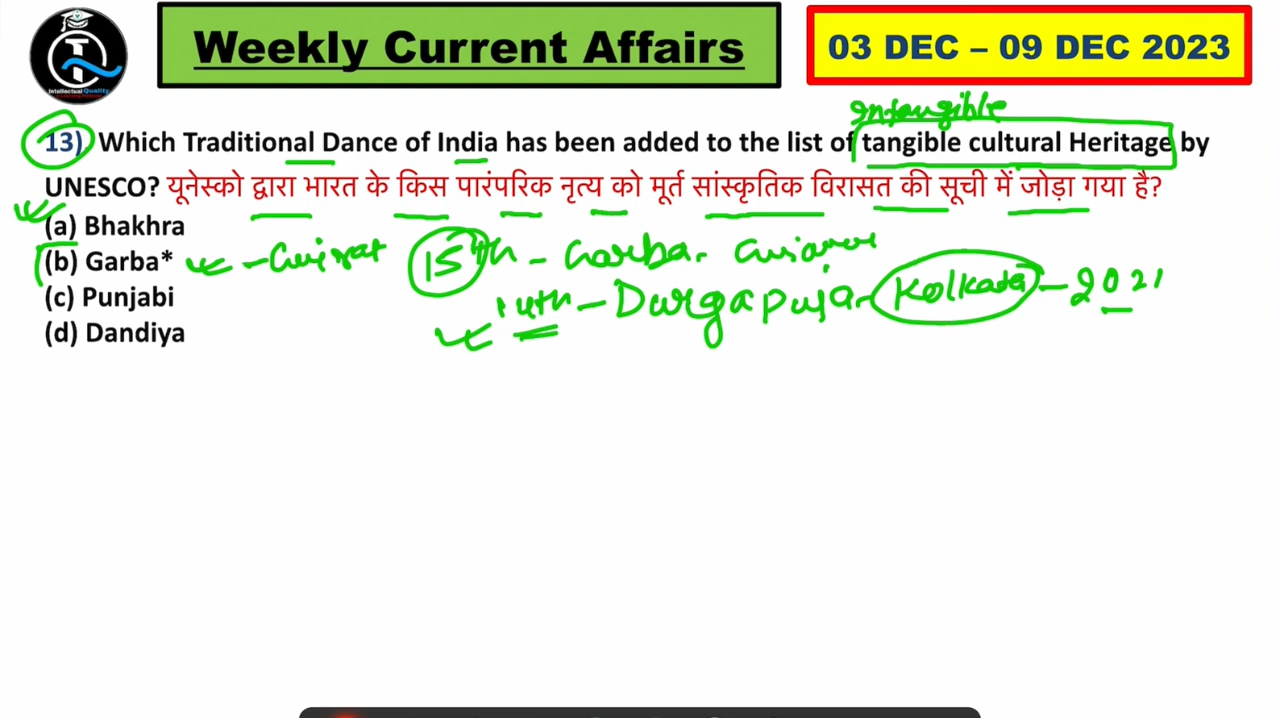 Weekly Current Affairs
03 DEC – 09 DEC 2023
Intellectual Quality
Intangible
13). Which Traditional Dance of India has been added to the list of tangible cultural Heritage by
UNESCO? यूनेस्को द्वारा भारत के किस पारंपरिक नृत्य को मूर्त सांस्कृतिक विरासत की सूची में जोड़ा गया है?
(a) Bhakhra
(b) Garba* - Gujrat 15th - Garba -
14th - Durgapuja - Kolkata - 2021
(c) Punjabi
(d) Dandiya